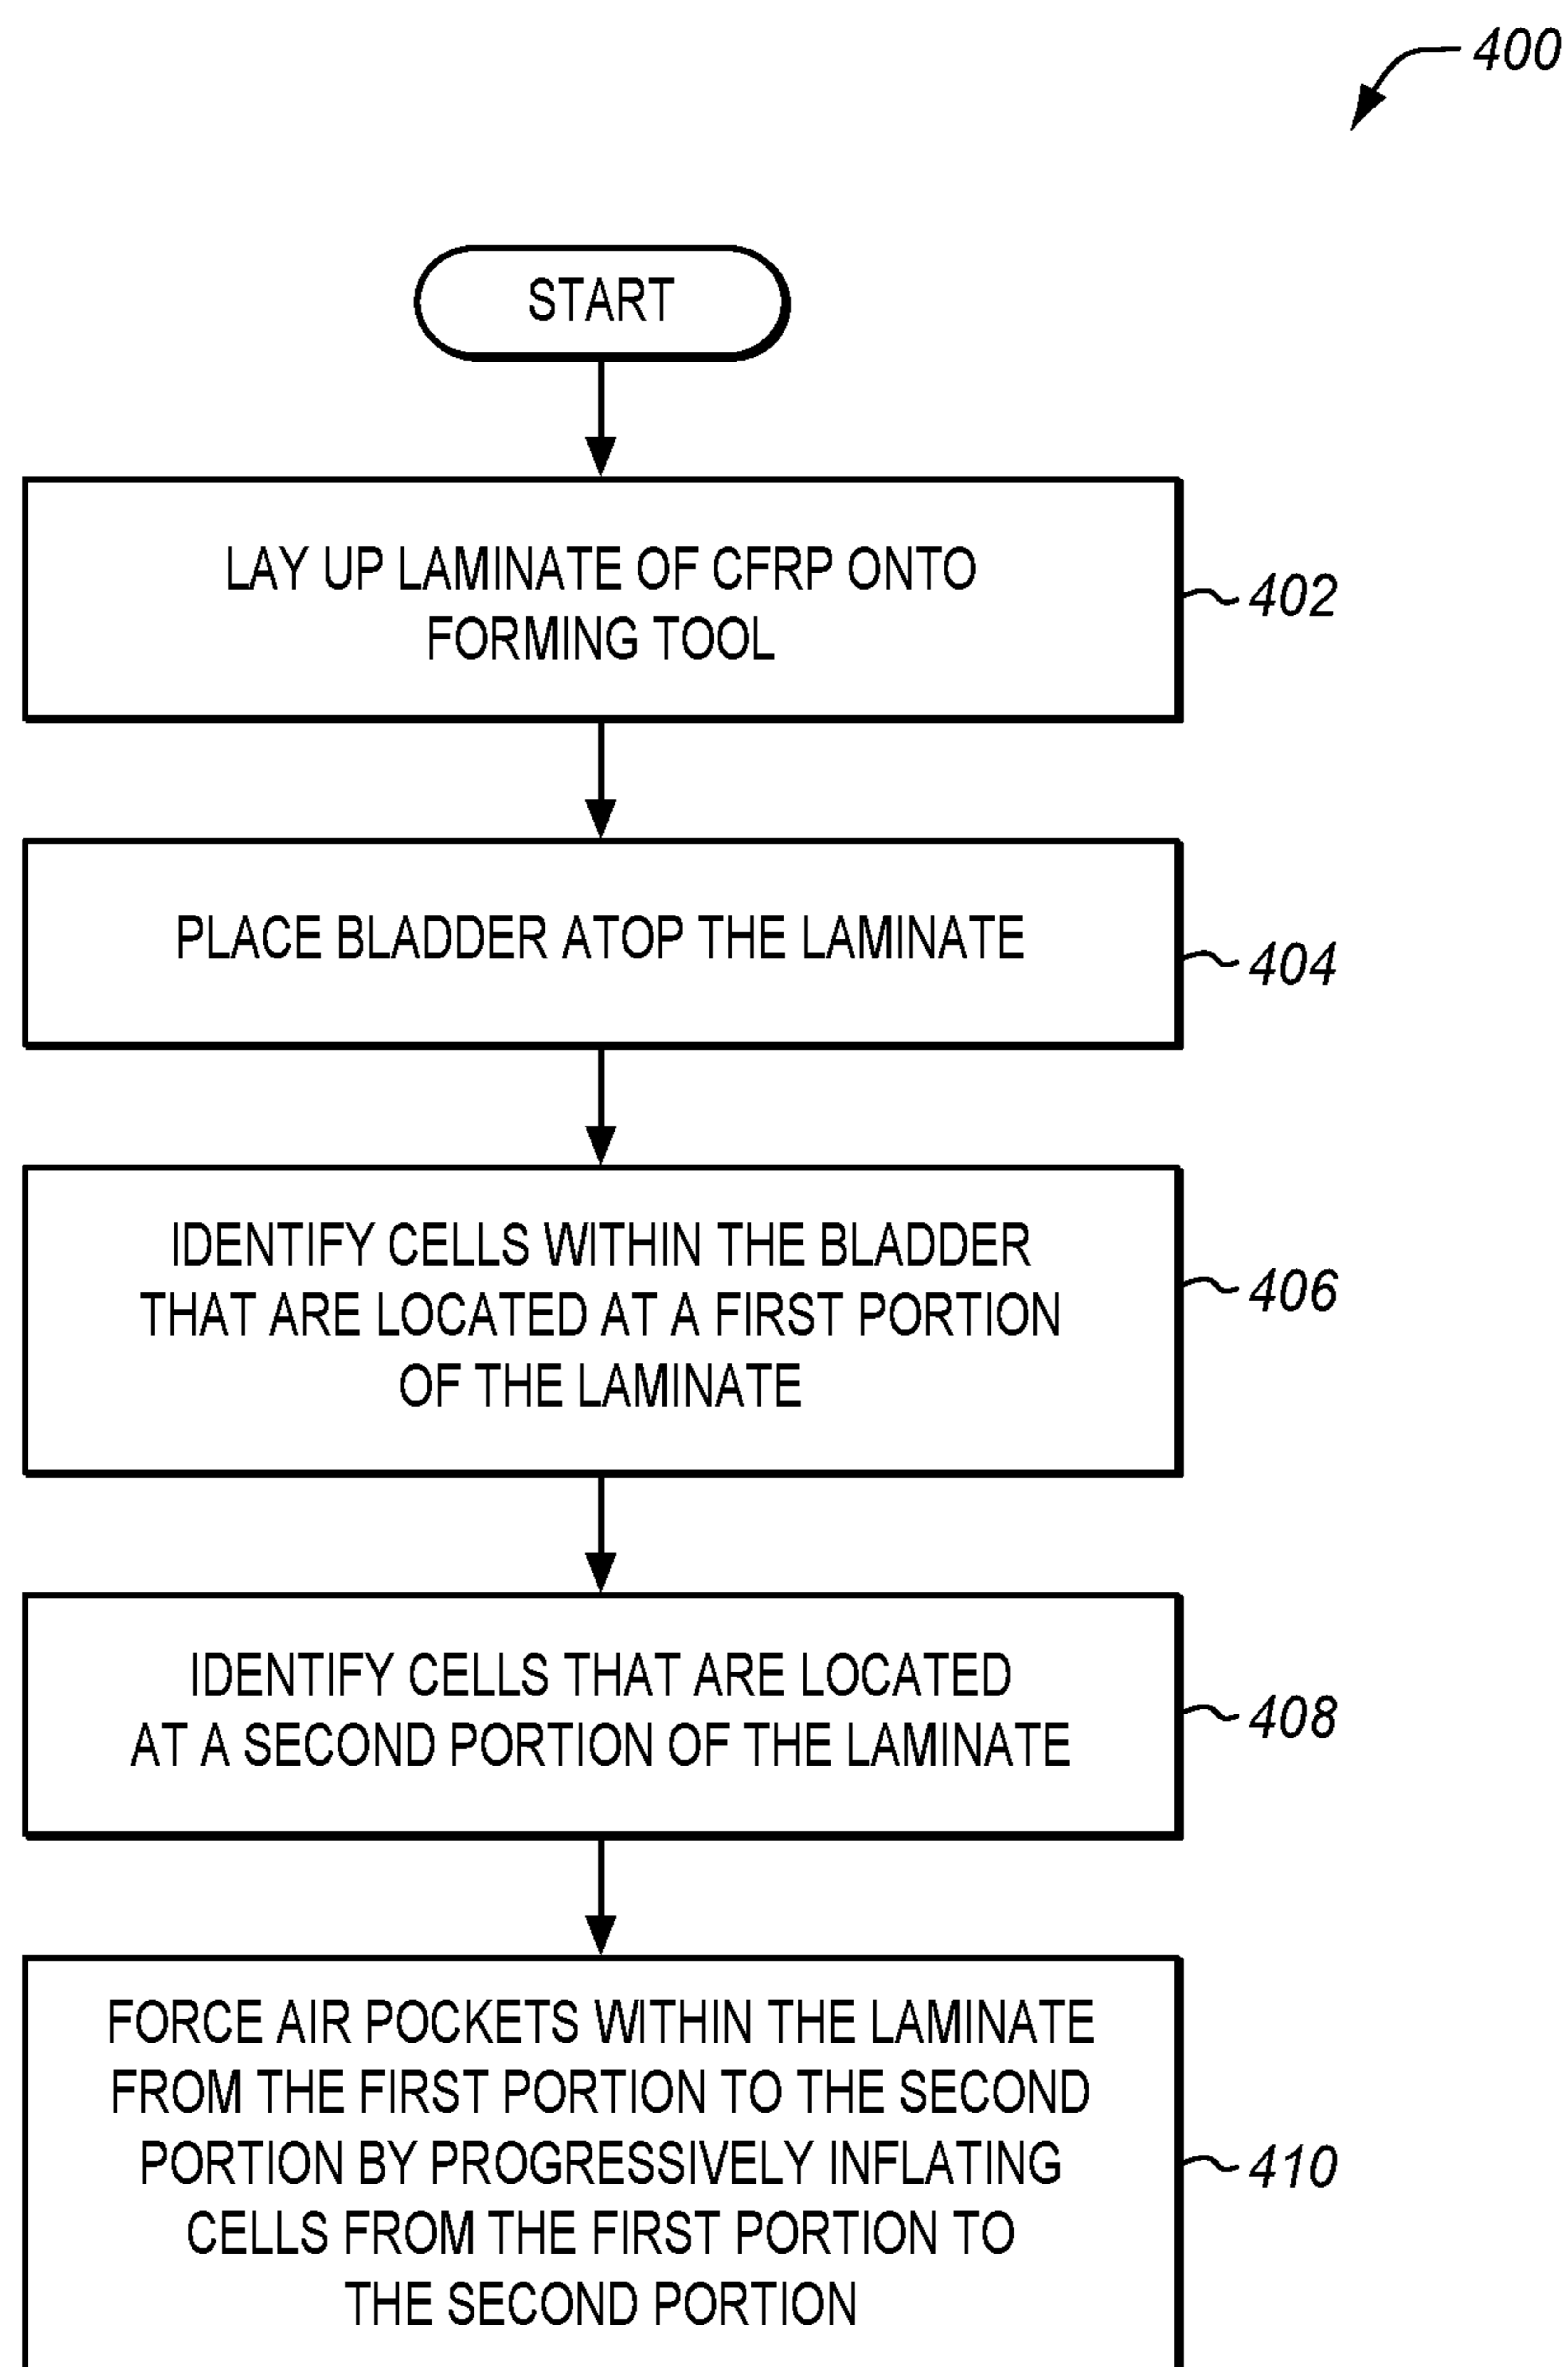 400
START
LAY UP LAMINATE OF CFRP ONTO
FORMING TOOL
402
PLACE BLADDER ATOP THE LAMINATE
404
IDENTIFY CELLS WITHIN THE BLADDER
THAT ARE LOCATED AT A FIRST PORTION
OF THE LAMINATE
406
IDENTIFY CELLS THAT ARE LOCATED
AT A SECOND PORTION OF THE LAMINATE
408
FORCE AIR POCKETS WITHIN THE LAMINATE
FROM THE FIRST PORTION TO THE SECOND
PORTION BY PROGRESSIVELY INFLATING
CELLS FROM THE FIRST PORTION TO
THE SECOND PORTION
410